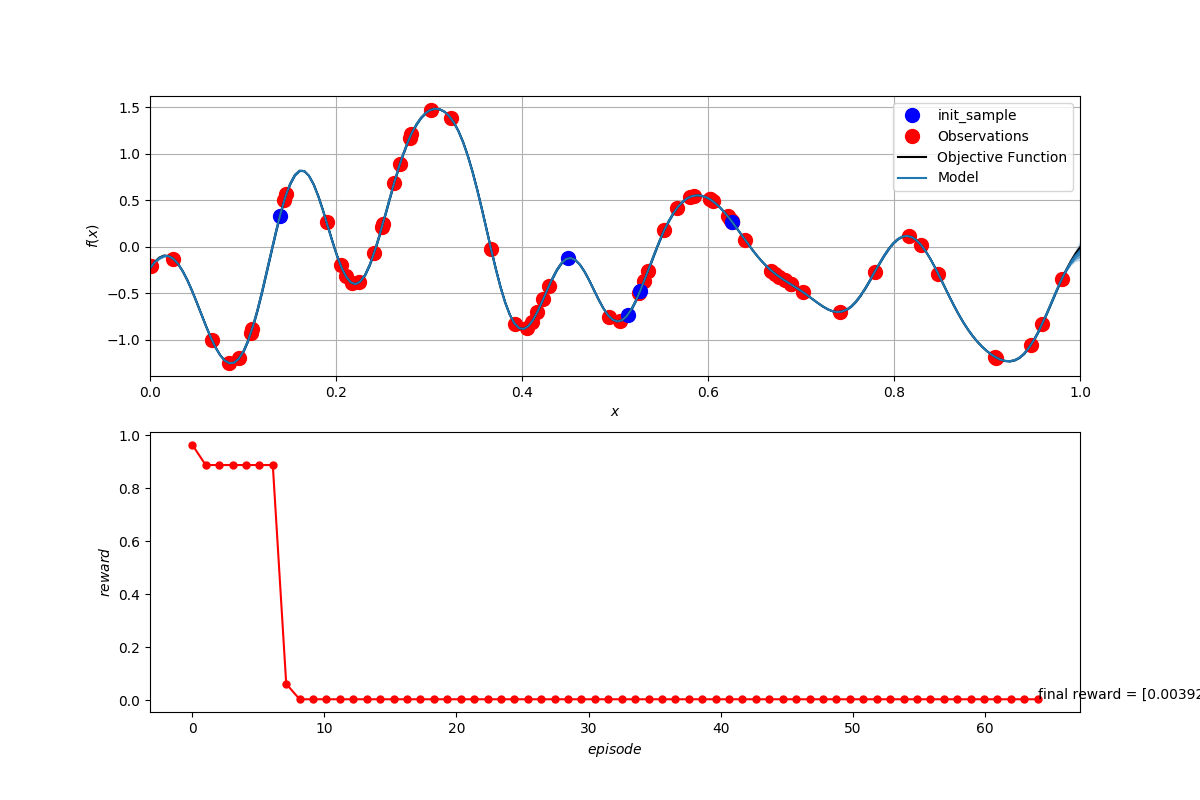 1.5
1.0
0.5
0.0
−0.5
−1.0
f(x)
init_sample
Observations
Objective Function
Model
0.0 0.2 0.4 0.6 0.8 1.0
x
1.0
0.8
0.6
0.4
0.2
0.0
reward
final reward = [0.00392
0 10 20 30 40 50 60
episode